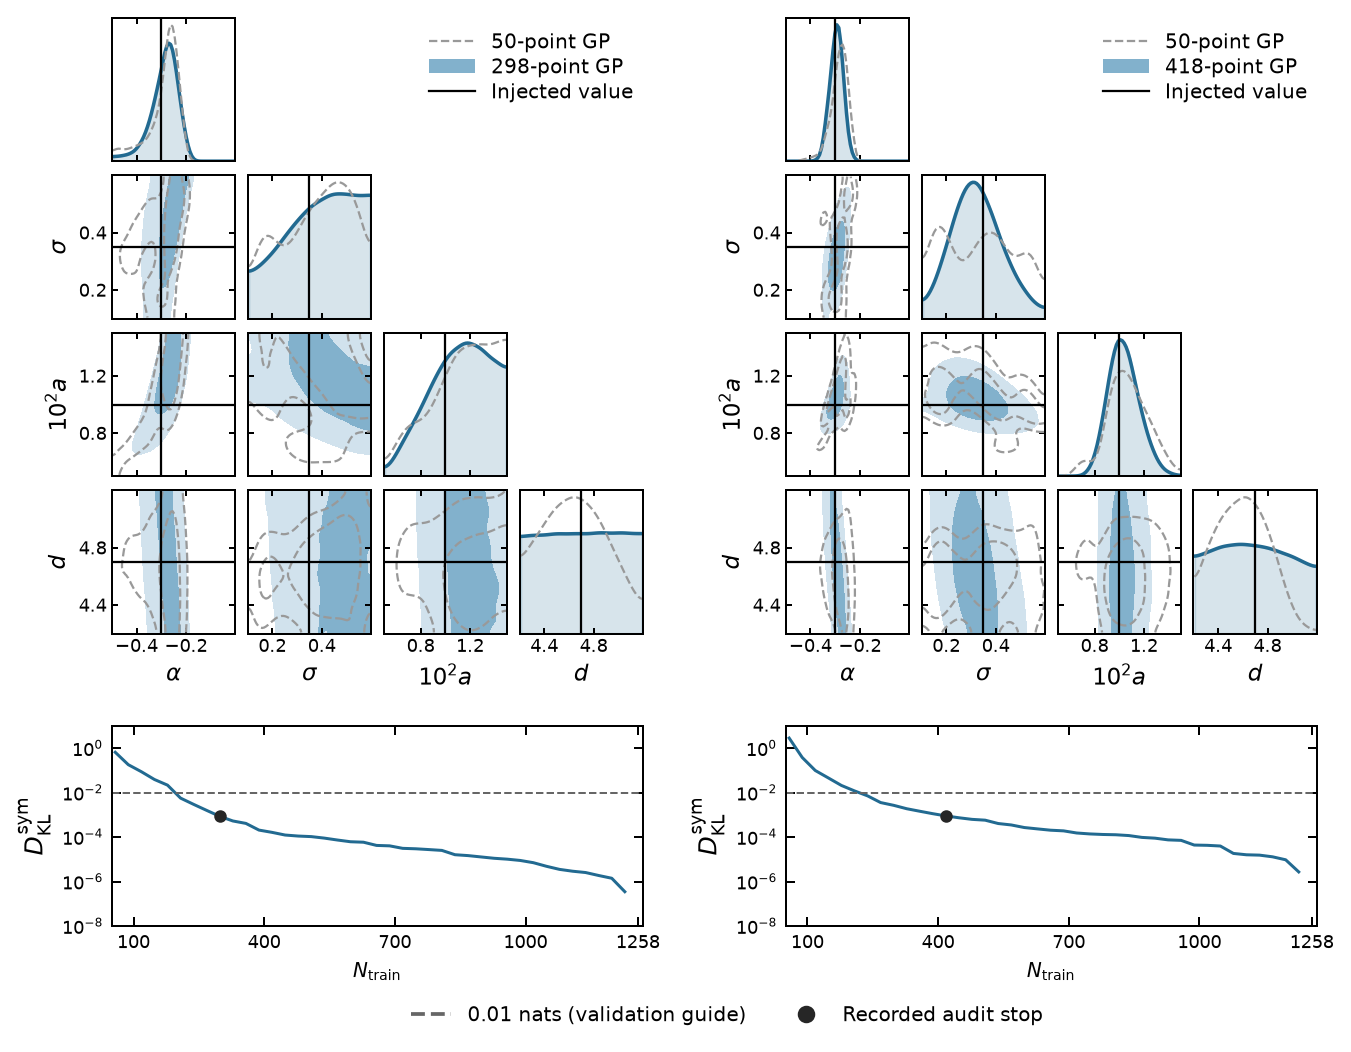 50-point GP
298-point GP
Injected value
σ
0.4
0.2
10²a
1.2
0.8
d
4.8
4.4
−0.4 −0.2
0.2 0.4
0.8 1.2
4.4 4.8
α
σ
10²a
d
50-point GP
418-point GP
Injected value
σ
0.4
0.2
10²a
1.2
0.8
d
4.8
4.4
−0.4 −0.2
0.2 0.4
0.8 1.2
4.4 4.8
α
σ
10²a
d
D_KL^sym
10⁰
10⁻²
10⁻⁴
10⁻⁶
10⁻⁸
100 400 700 1000 1258
N_train
D_KL^sym
10⁰
10⁻²
10⁻⁴
10⁻⁶
10⁻⁸
100 400 700 1000 1258
N_train
0.01 nats (validation guide)
Recorded audit stop